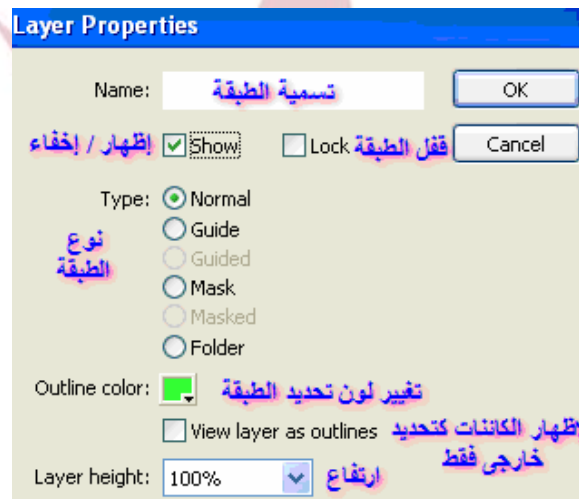 Layer Properties
Name: تسمية الطبقة OK
إظهار / إخفاء Show Lock قفل الطبقة Cancel
Type: Normal
نوع
الطبقة
Guide
Guided
Mask
Masked
Folder
Outline color: تغيير لون تحديد الطبقة
View layer as outlines لاظهار الكائنات كتحديد
خارجى فقط
Layer height: 100% ارتفاع